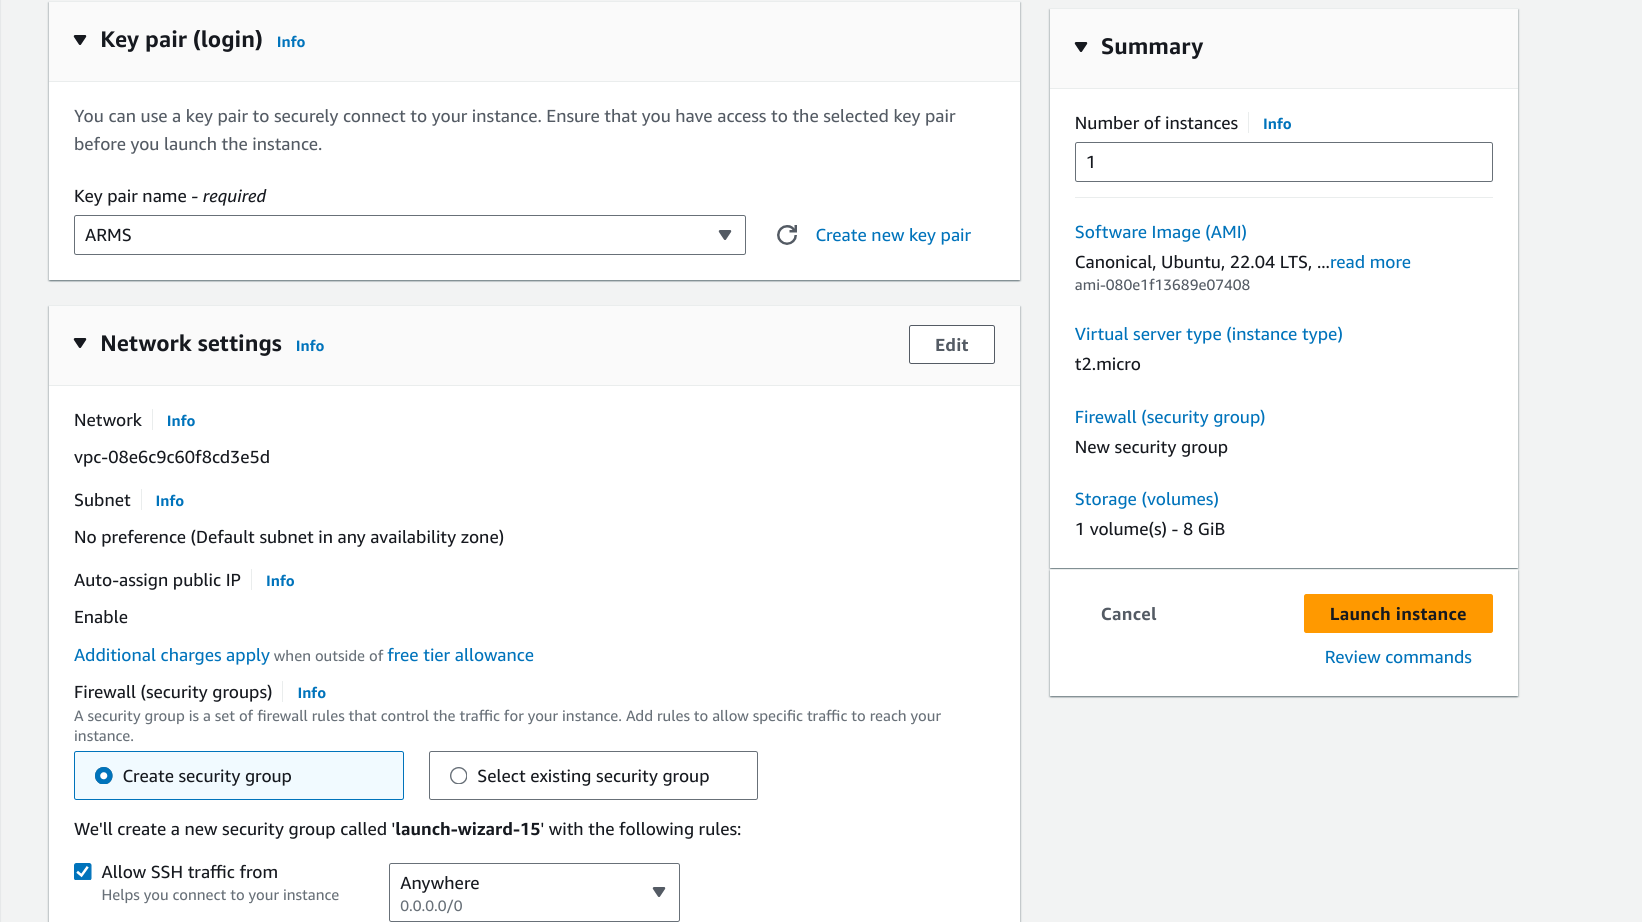 Key pair (login) Info
You can use a key pair to securely connect to your instance. Ensure that you have access to the selected key pair
before you launch the instance.
Key pair name - required
ARMS
Create new key pair
Network settings Info
Edit
Network Info
vpc-08e6c9c60f8cd3e5d
Subnet Info
No preference (Default subnet in any availability zone)
Auto-assign public IP Info
Enable
Additional charges apply when outside of free tier allowance
Firewall (security groups) Info
A security group is a set of firewall rules that control the traffic for your instance. Add rules to allow specific traffic to reach your
instance.
Create security group
Select existing security group
We'll create a new security group called 'launch-wizard-15' with the following rules:
Allow SSH traffic from
Helps you connect to your instance
Anywhere
0.0.0.0/0
Summary
Number of instances Info
1
Software Image (AMI)
Canonical, Ubuntu, 22.04 LTS, ...read more
ami-080e1f13689e07408
Virtual server type (instance type)
t2.micro
Firewall (security group)
New security group
Storage (volumes)
1 volume(s) - 8 GiB
Cancel
Launch instance
Review commands